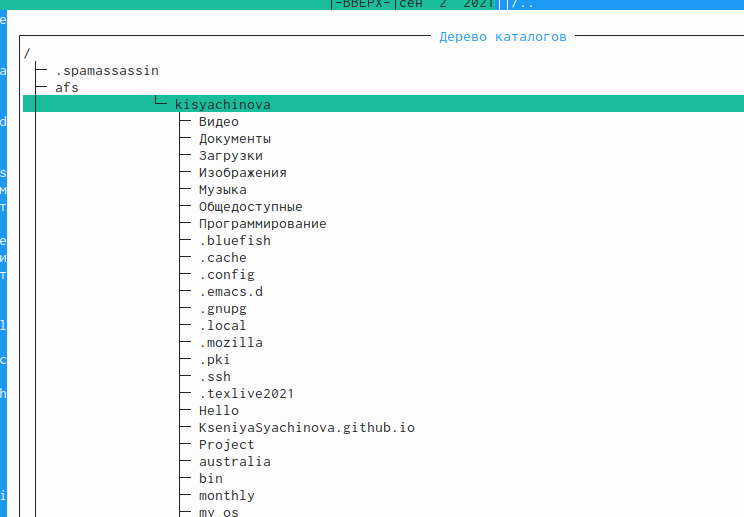 -ВВЕРХ-|сен  2  2021 /..
Дерево каталогов
/
.spamassassin
afs
kisyachinova
Видео
Документы
Загрузки
Изображения
Музыка
Общедоступные
Программирование
.bluefish
.cache
.config
.emacs.d
.gnupg
.local
.mozilla
.pki
.ssh
.texlive2021
Hello
KseniyaSyachinova.github.io
Project
australia
bin
monthly
my_os